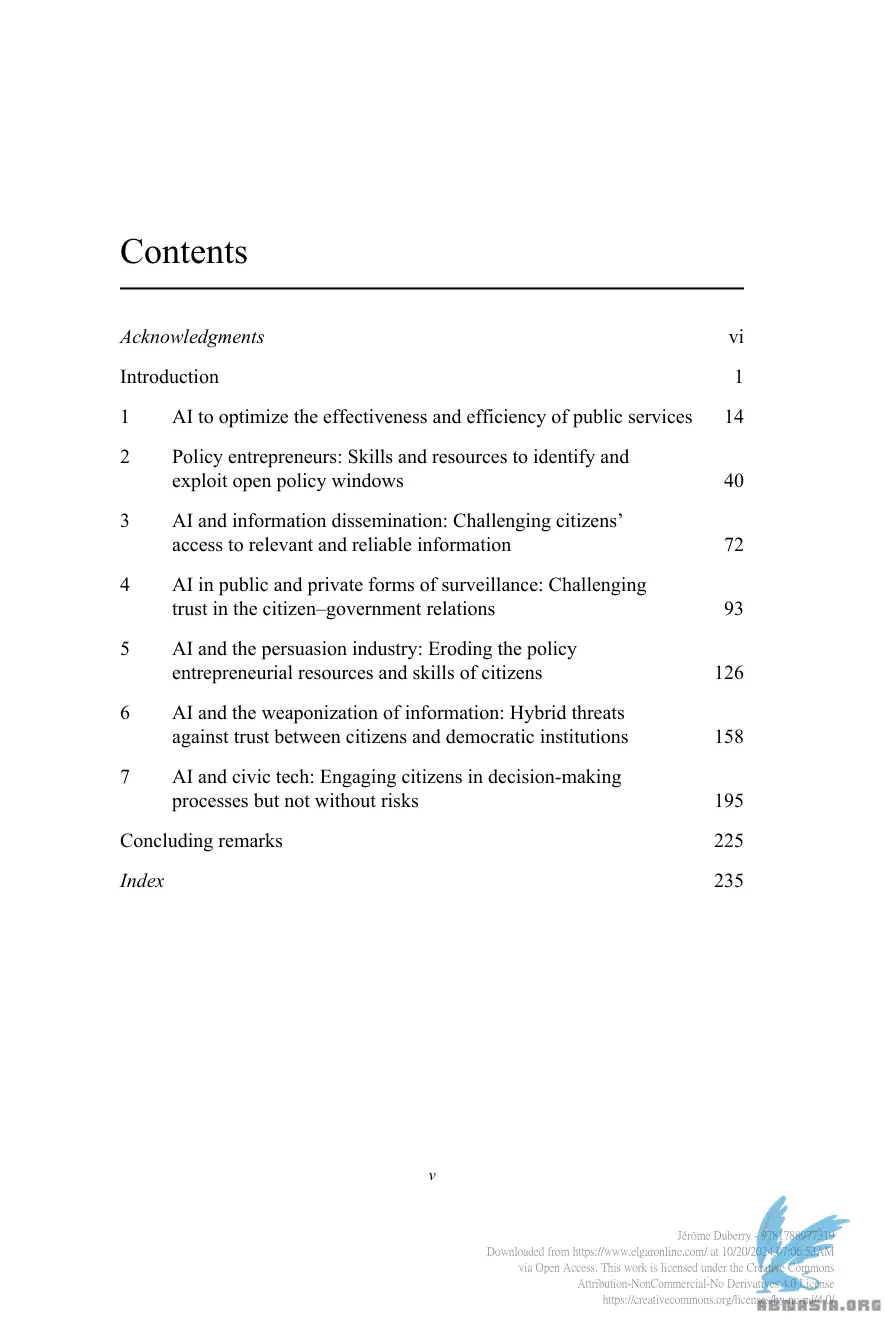 Contents
Acknowledgments vi
Introduction 1
1 AI to optimize the effectiveness and efficiency of public services 14
2 Policy entrepreneurs: Skills and resources to identify and
exploit open policy windows 40
3 AI and information dissemination: Challenging citizens’
access to relevant and reliable information 72
4 AI in public and private forms of surveillance: Challenging
trust in the citizen–government relations 93
5 AI and the persuasion industry: Eroding the policy
entrepreneurial resources and skills of citizens 126
6 AI and the weaponization of information: Hybrid threats
against trust between citizens and democratic institutions 158
7 AI and civic tech: Engaging citizens in decision-making
processes but not without risks 195
Concluding remarks 225
Index 235
v
Jérôme Duberry - 9781788977319
Downloaded from https://www.elgaronline.com/ at 10/20/2024 07:06:53AM
via Open Access. This work is licensed under the Creative Commons
Attribution-NonCommercial-No Derivatives 4.0 License
https://creativecommons.org/licenses/by-nc-nd/4.0/
ABNASIA.ORG